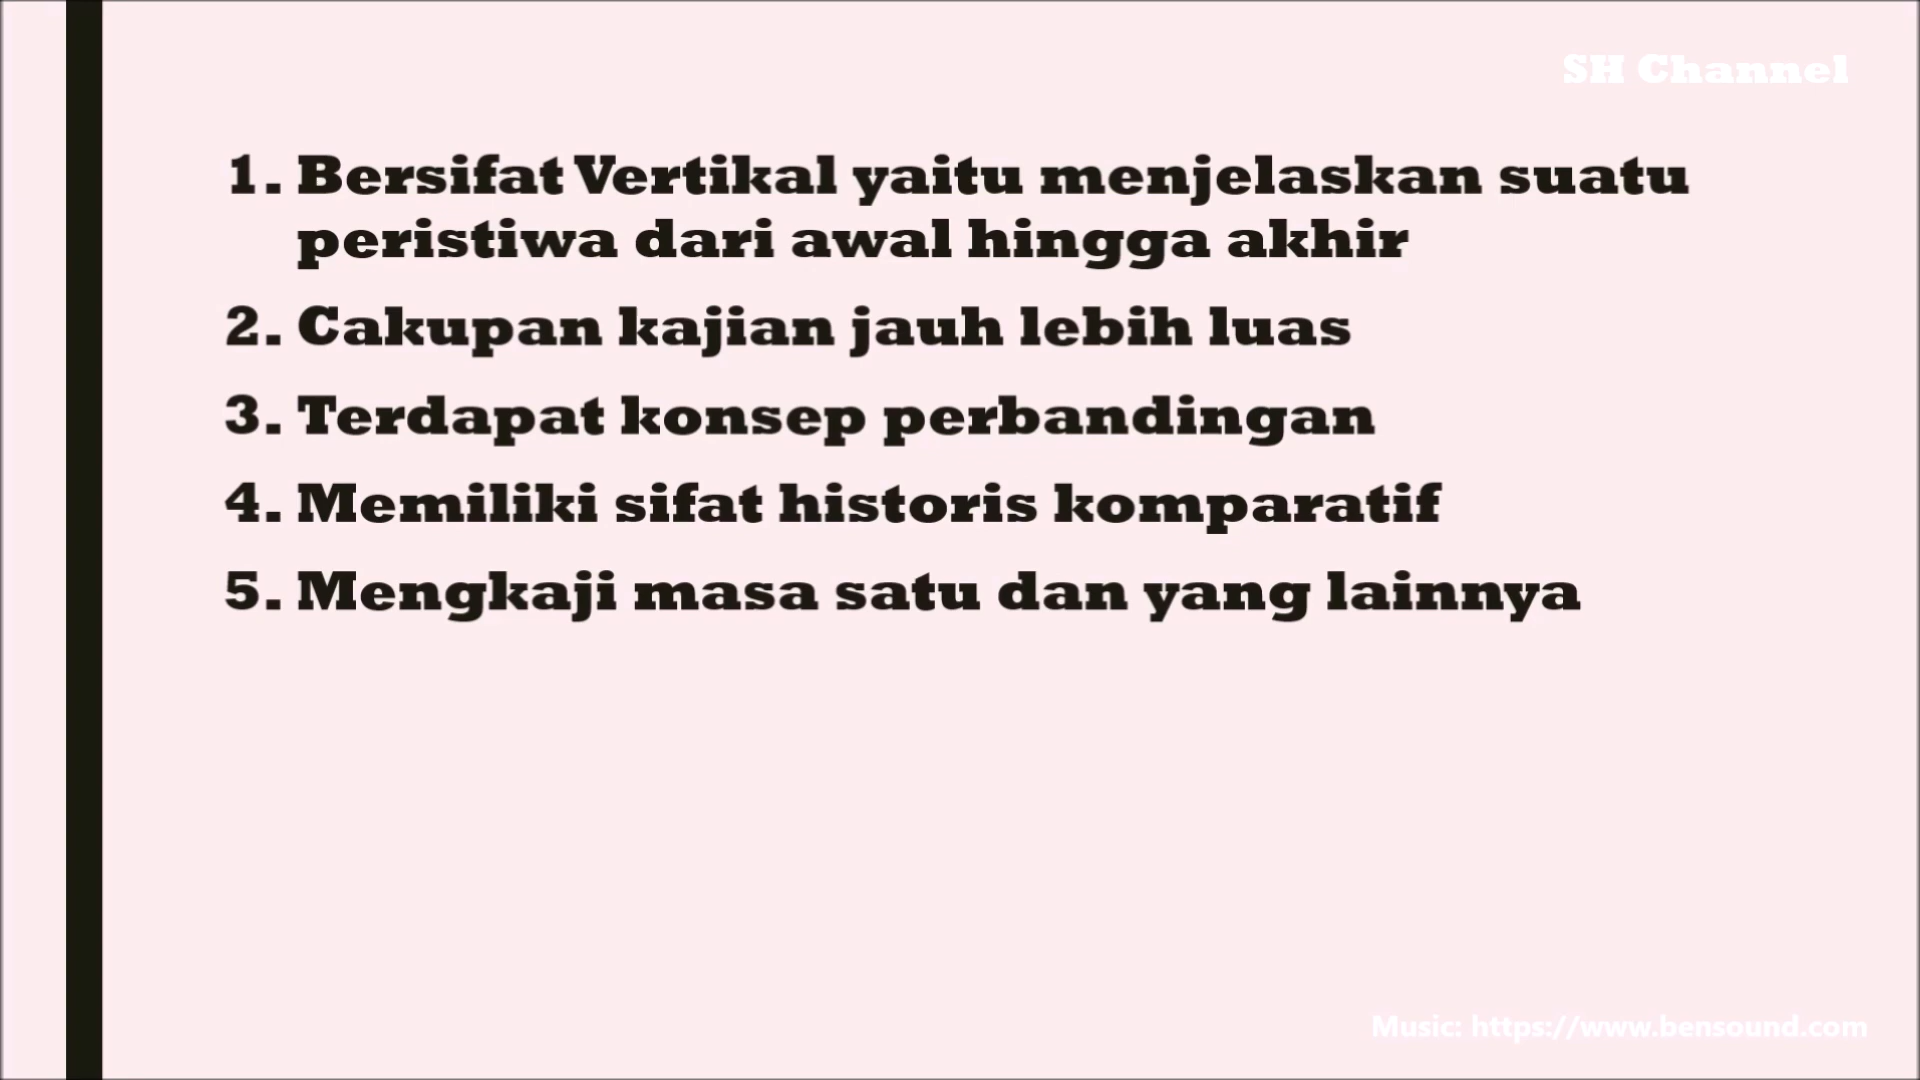 SH Channel
1. Bersifat Vertikal yaitu menjelaskan suatu
peristiwa dari awal hingga akhir
2. Cakupan kajian jauh lebih luas
3. Terdapat konsep perbandingan
4. Memiliki sifat historis komparatif
5. Mengkaji masa satu dan yang lainnya
Music: https://www.bensound.com